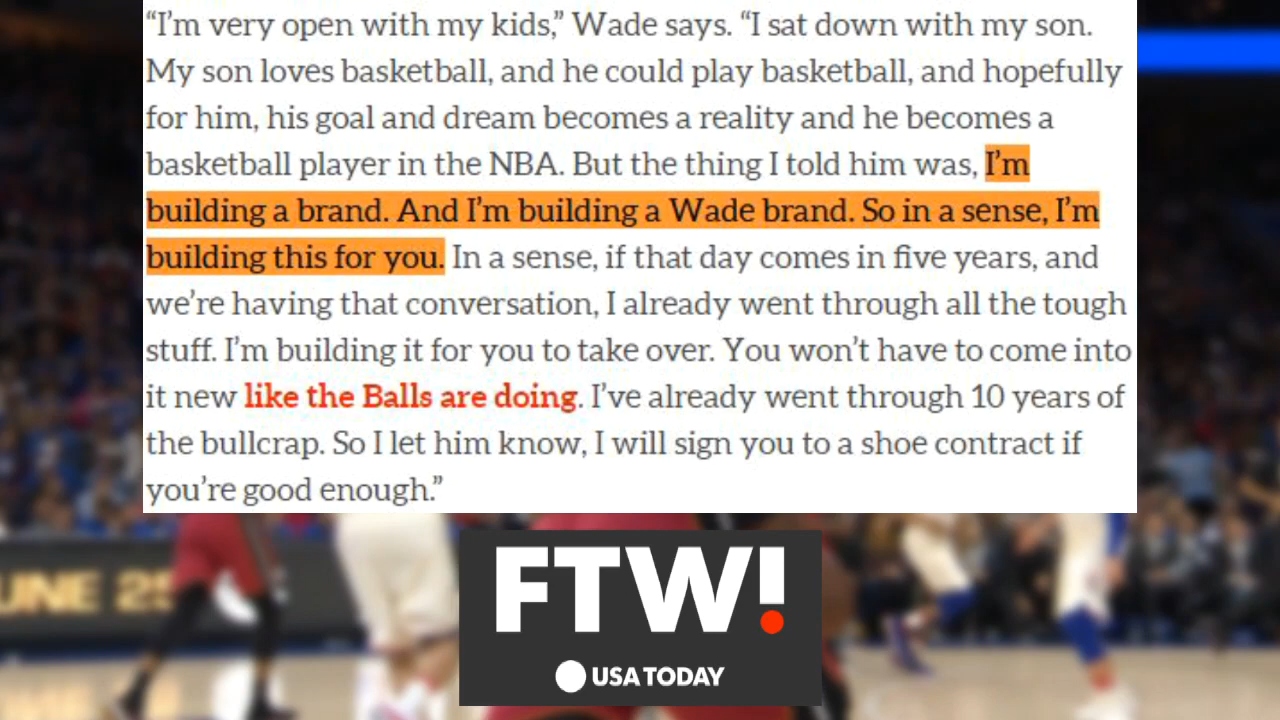 “I’m very open with my kids,” Wade says. “I sat down with my son.
My son loves basketball, and he could play basketball, and hopefully
for him, his goal and dream becomes a reality and he becomes a
basketball player in the NBA. But the thing I told him was, I’m
building a brand. And I’m building a Wade brand. So in a sense, I’m
building this for you. In a sense, if that day comes in five years, and
we’re having that conversation, I already went through all the tough
stuff. I’m building it for you to take over. You won’t have to come into
it new like the Balls are doing. I’ve already went through 10 years of
the bullcrap. So I let him know, I will sign you to a shoe contract if
you’re good enough.”
FTW!
USA TODAY